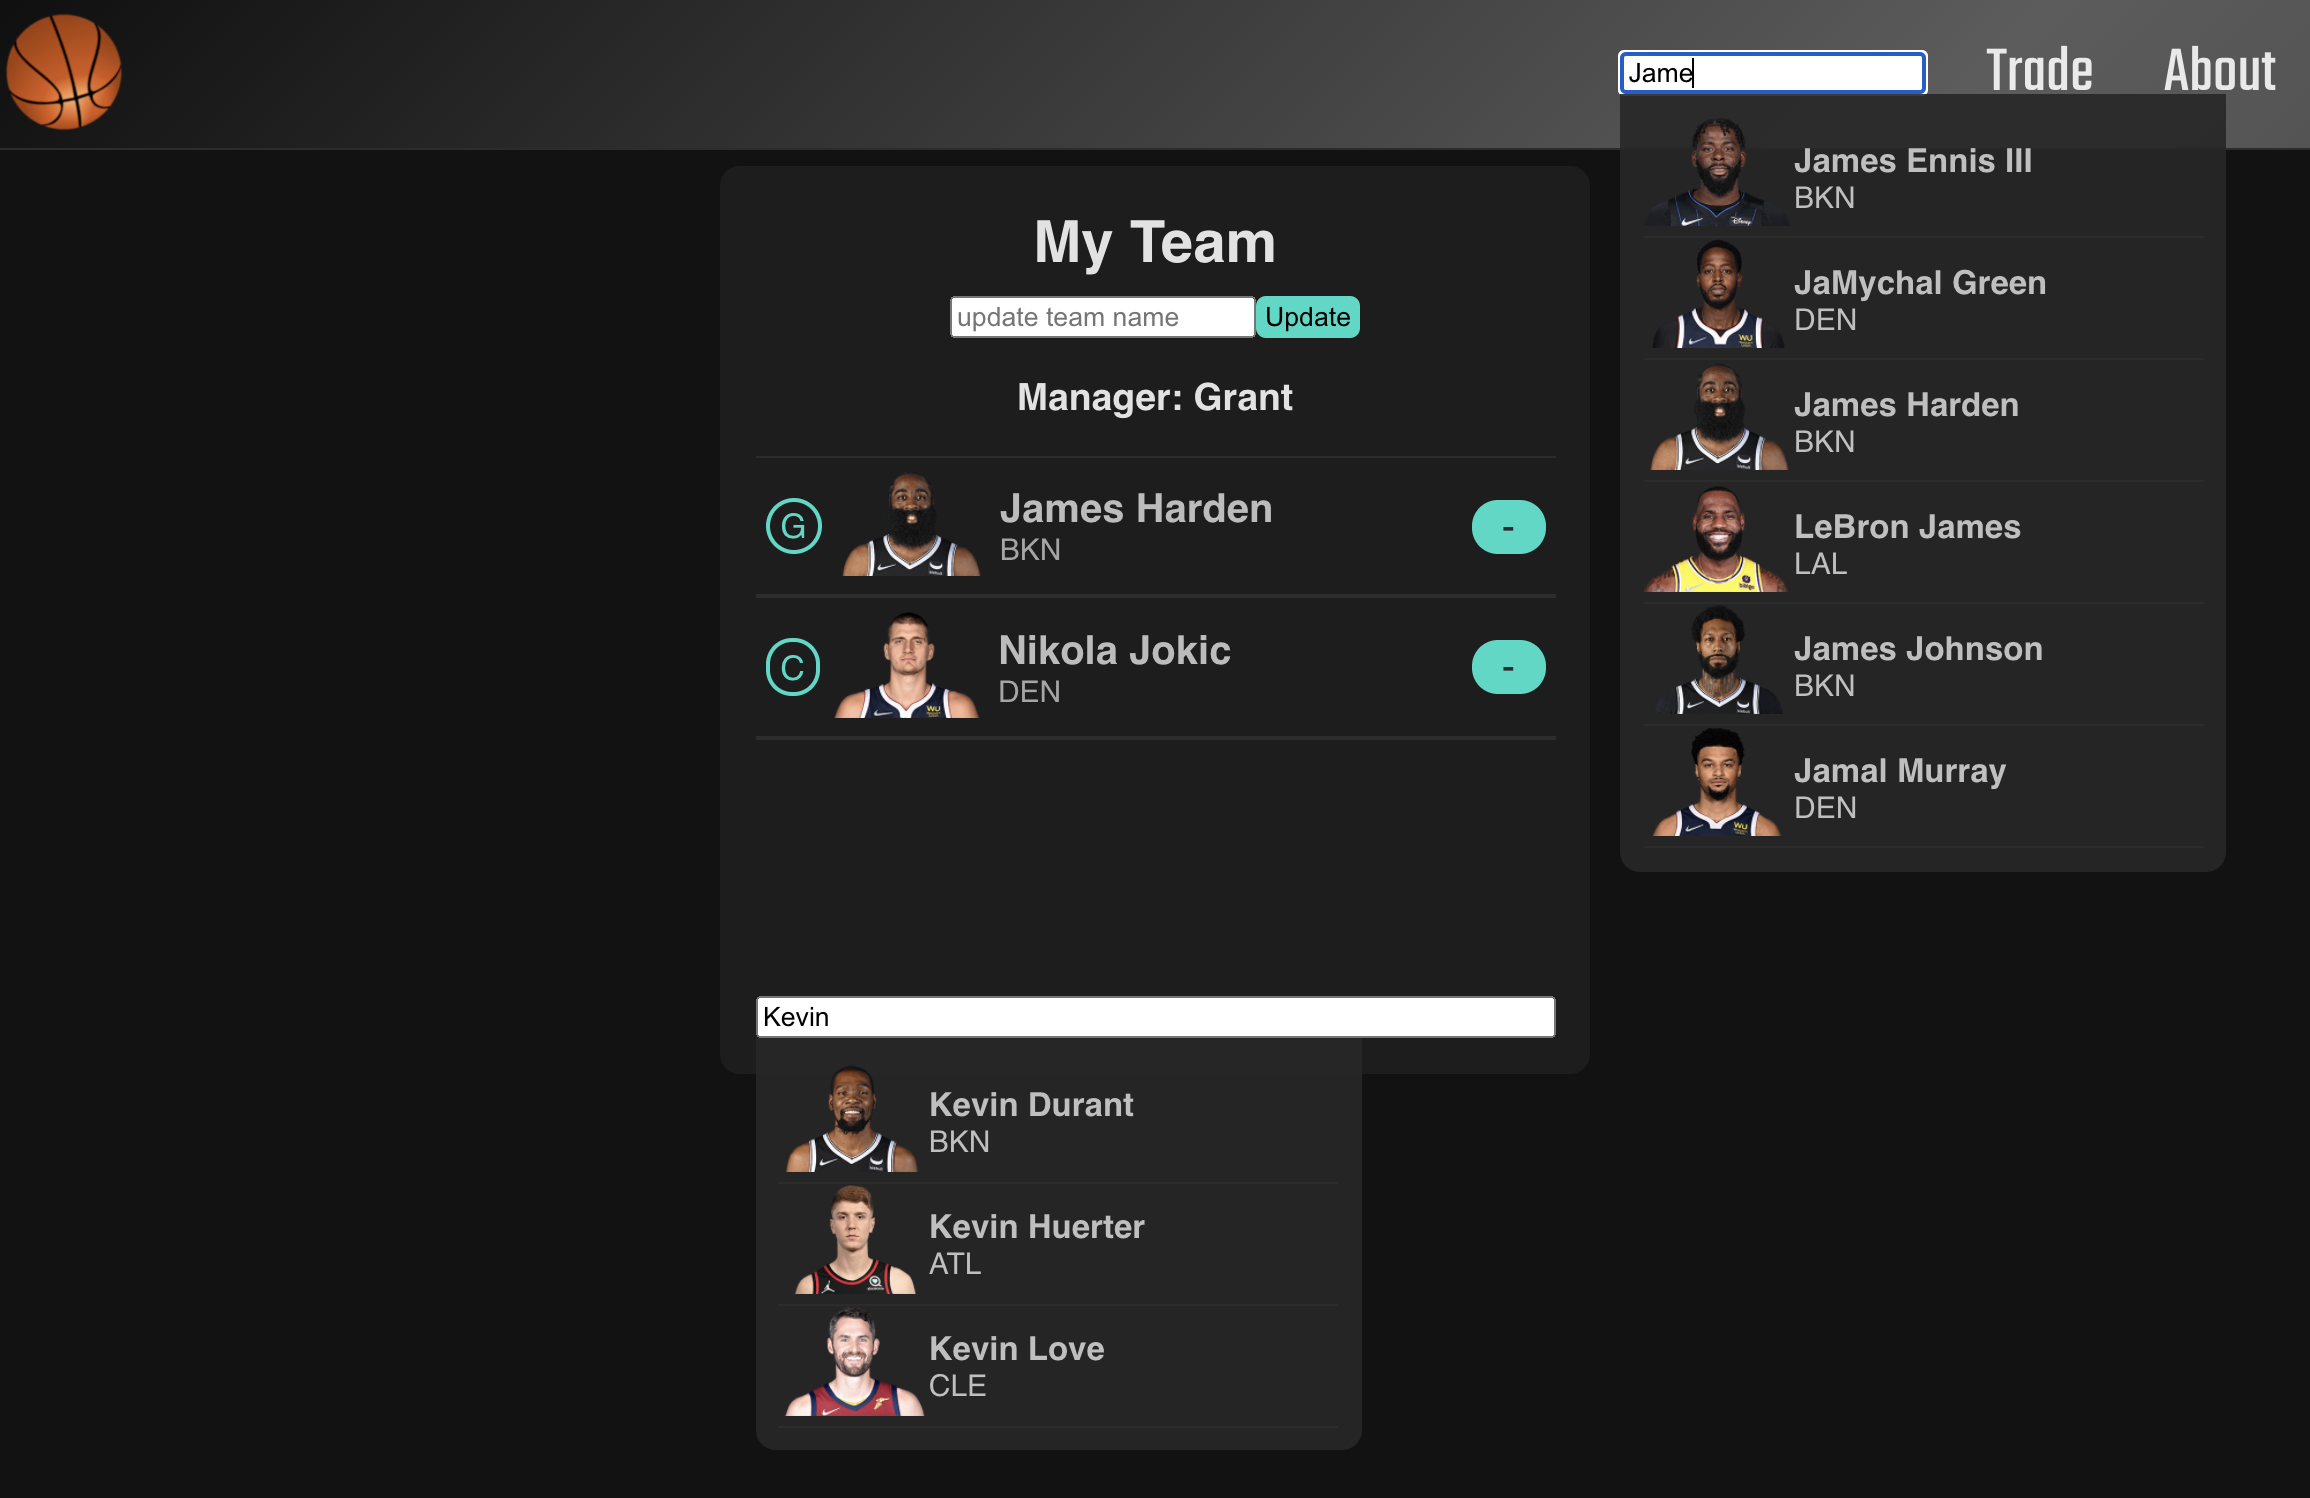 Jame
Trade
About
James Ennis III
BKN
JaMychal Green
DEN
James Harden
BKN
LeBron James
LAL
James Johnson
BKN
Jamal Murray
DEN
My Team
update team name
Update
Manager: Grant
G
James Harden
BKN
-
C
Nikola Jokic
DEN
-
Kevin
Kevin Durant
BKN
Kevin Huerter
ATL
Kevin Love
CLE